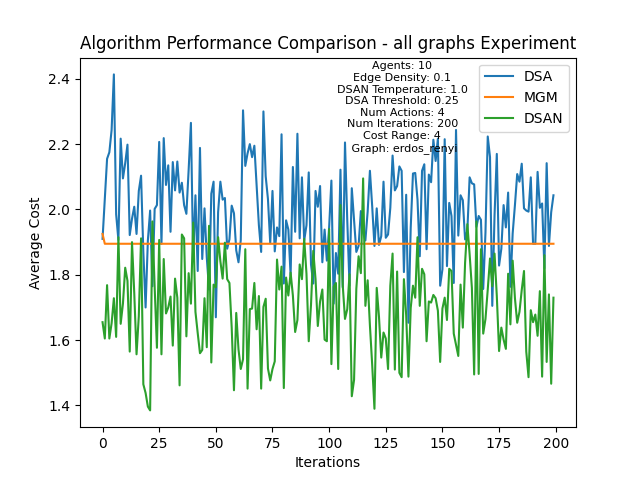 Algorithm Performance Comparison - all graphs Experiment
Agents: 10
Edge Density: 0.1
DSAN Temperature: 1.0
DSA Threshold: 0.25
Num Actions: 4
Num Iterations: 200
Cost Range: 4
Graph: erdos_renyi
DSA
MGM
DSAN
Average Cost
2.4
2.2
2.0
1.8
1.6
1.4
0 25 50 75 100 125 150 175 200
Iterations